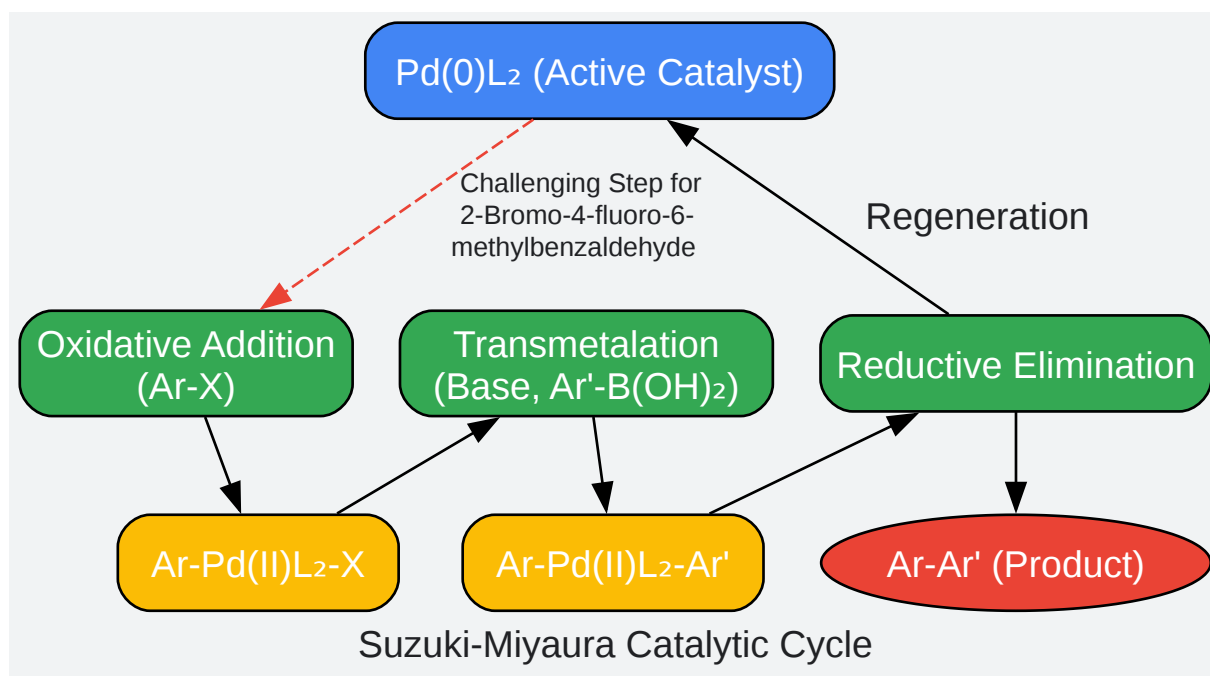 Pd(0)L₂ (Active Catalyst)
Challenging Step for
2-Bromo-4-fluoro-6-
methylbenzaldehyde
Regeneration
Oxidative Addition
(Ar-X)
Transmetalation
(Base, Ar'-B(OH)₂)
Reductive Elimination
Ar-Pd(II)L₂-X
Ar-Pd(II)L₂-Ar'
Ar-Ar' (Product)
Suzuki-Miyaura Catalytic Cycle